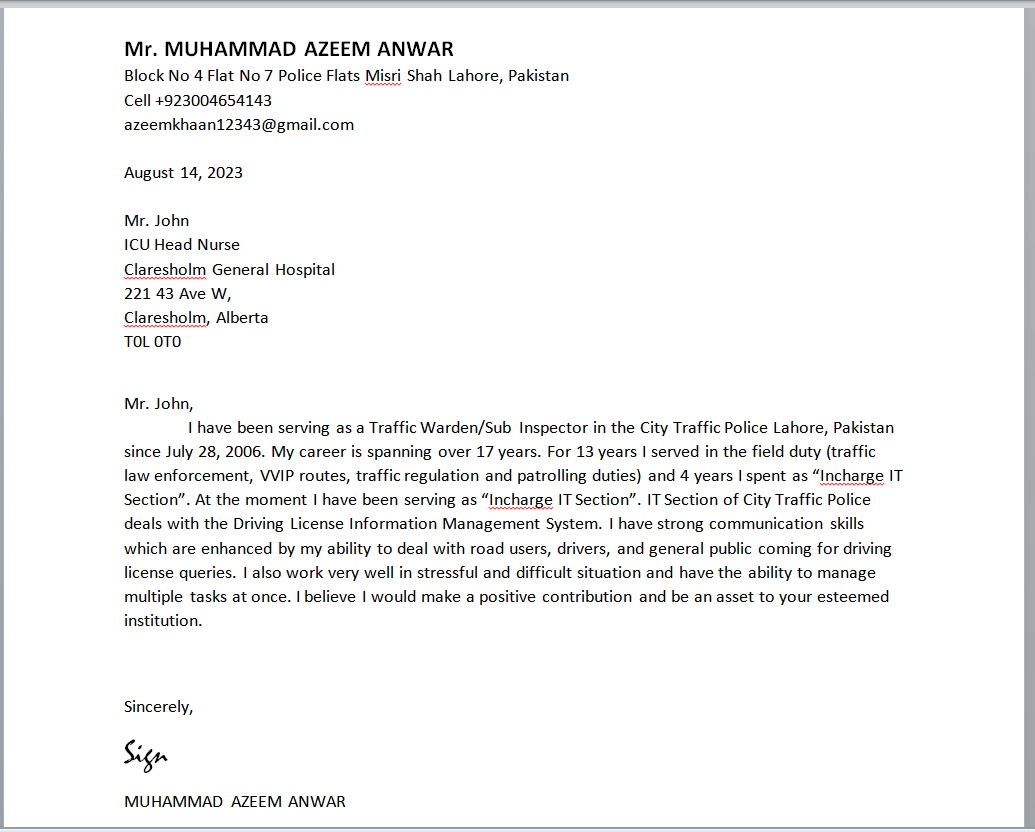 Mr. MUHAMMAD AZEEM ANWAR
Block No 4 Flat No 7 Police Flats Misri Shah Lahore, Pakistan
Cell +923004654143
azeemkhaan12343@gmail.com
August 14, 2023
Mr. John
ICU Head Nurse
Claresholm General Hospital
221 43 Ave W,
Claresholm, Alberta
T0L 0T0
Mr. John,
I have been serving as a Traffic Warden/Sub Inspector in the City Traffic Police Lahore, Pakistan
since July 28, 2006. My career is spanning over 17 years. For 13 years I served in the field duty (traffic
law enforcement, VVIP routes, traffic regulation and patrolling duties) and 4 years I spent as “Incharge IT
Section”. At the moment I have been serving as “Incharge IT Section”. IT Section of City Traffic Police
deals with the Driving License Information Management System. I have strong communication skills
which are enhanced by my ability to deal with road users, drivers, and general public coming for driving
license queries. I also work very well in stressful and difficult situation and have the ability to manage
multiple tasks at once. I believe I would make a positive contribution and be an asset to your esteemed
institution.
Sincerely,
Sign
MUHAMMAD AZEEM ANWAR